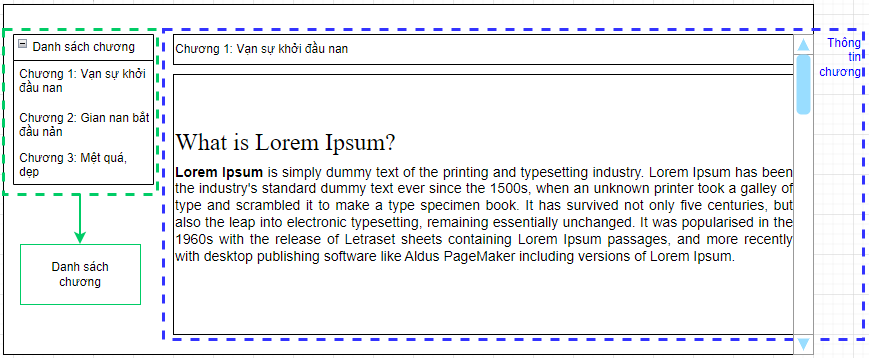 Danh sách chương
Chương 1: Vạn sự khởi
đầu nan
Chương 2: Gian nan bắt
đầu nản
Chương 3: Mệt quá,
dẹp
Danh sách
chương
Chương 1: Vạn sự khởi đầu nan
What is Lorem Ipsum?
Lorem Ipsum is simply dummy text of the printing and typesetting industry. Lorem Ipsum has been
the industry's standard dummy text ever since the 1500s, when an unknown printer took a galley of
type and scrambled it to make a type specimen book. It has survived not only five centuries, but
also the leap into electronic typesetting, remaining essentially unchanged. It was popularised in the
1960s with the release of Letraset sheets containing Lorem Ipsum passages, and more recently
with desktop publishing software like Aldus PageMaker including versions of Lorem Ipsum.
Thông
tin
chương